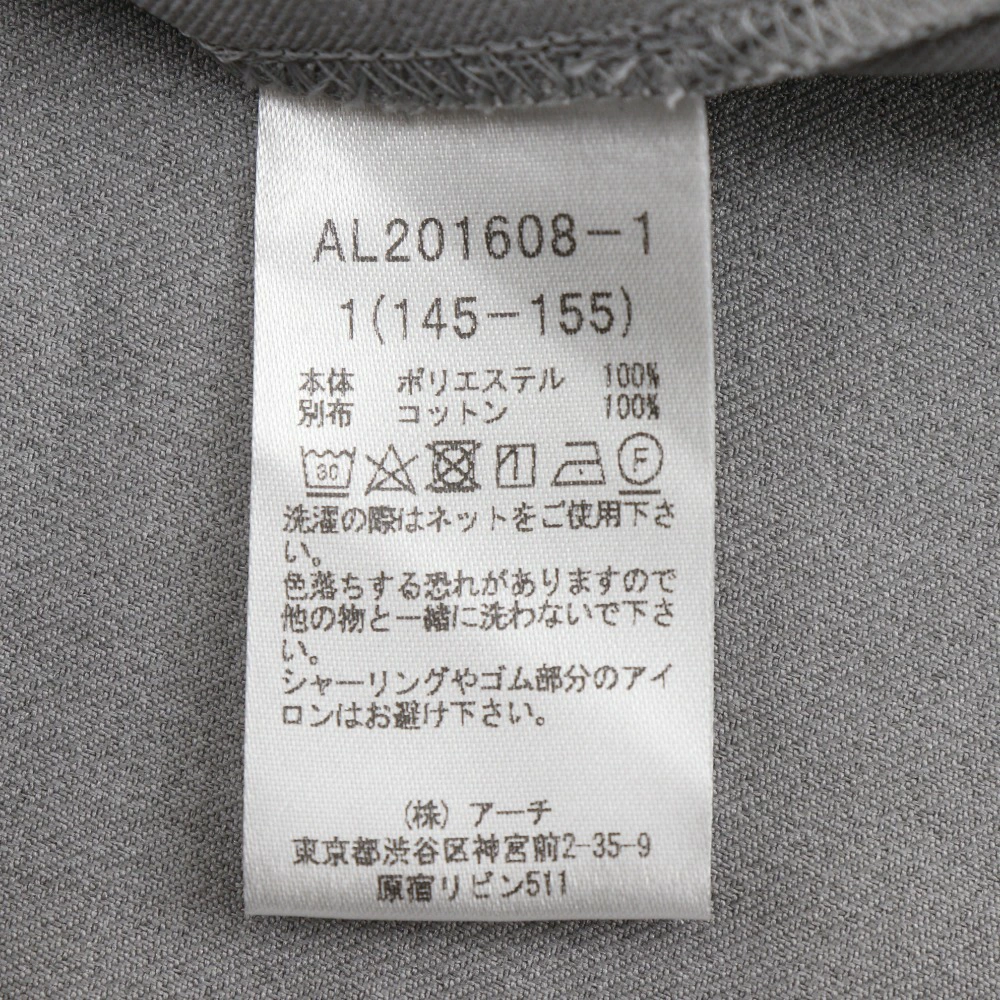 AL201608-1
1(145-155)
本体 ポリエステル 100%
別布 コットン 100%
30 F
洗濯の際はネットをご使用下さ
い。
色落ちする恐れがありますので
他の物と一緒に洗わないで下さ
い。
シャーリングやゴム部分のアイ
ロンはお避け下さい。
(株) アーチ
東京都渋谷区神宮前2-35-9
原宿リビン511